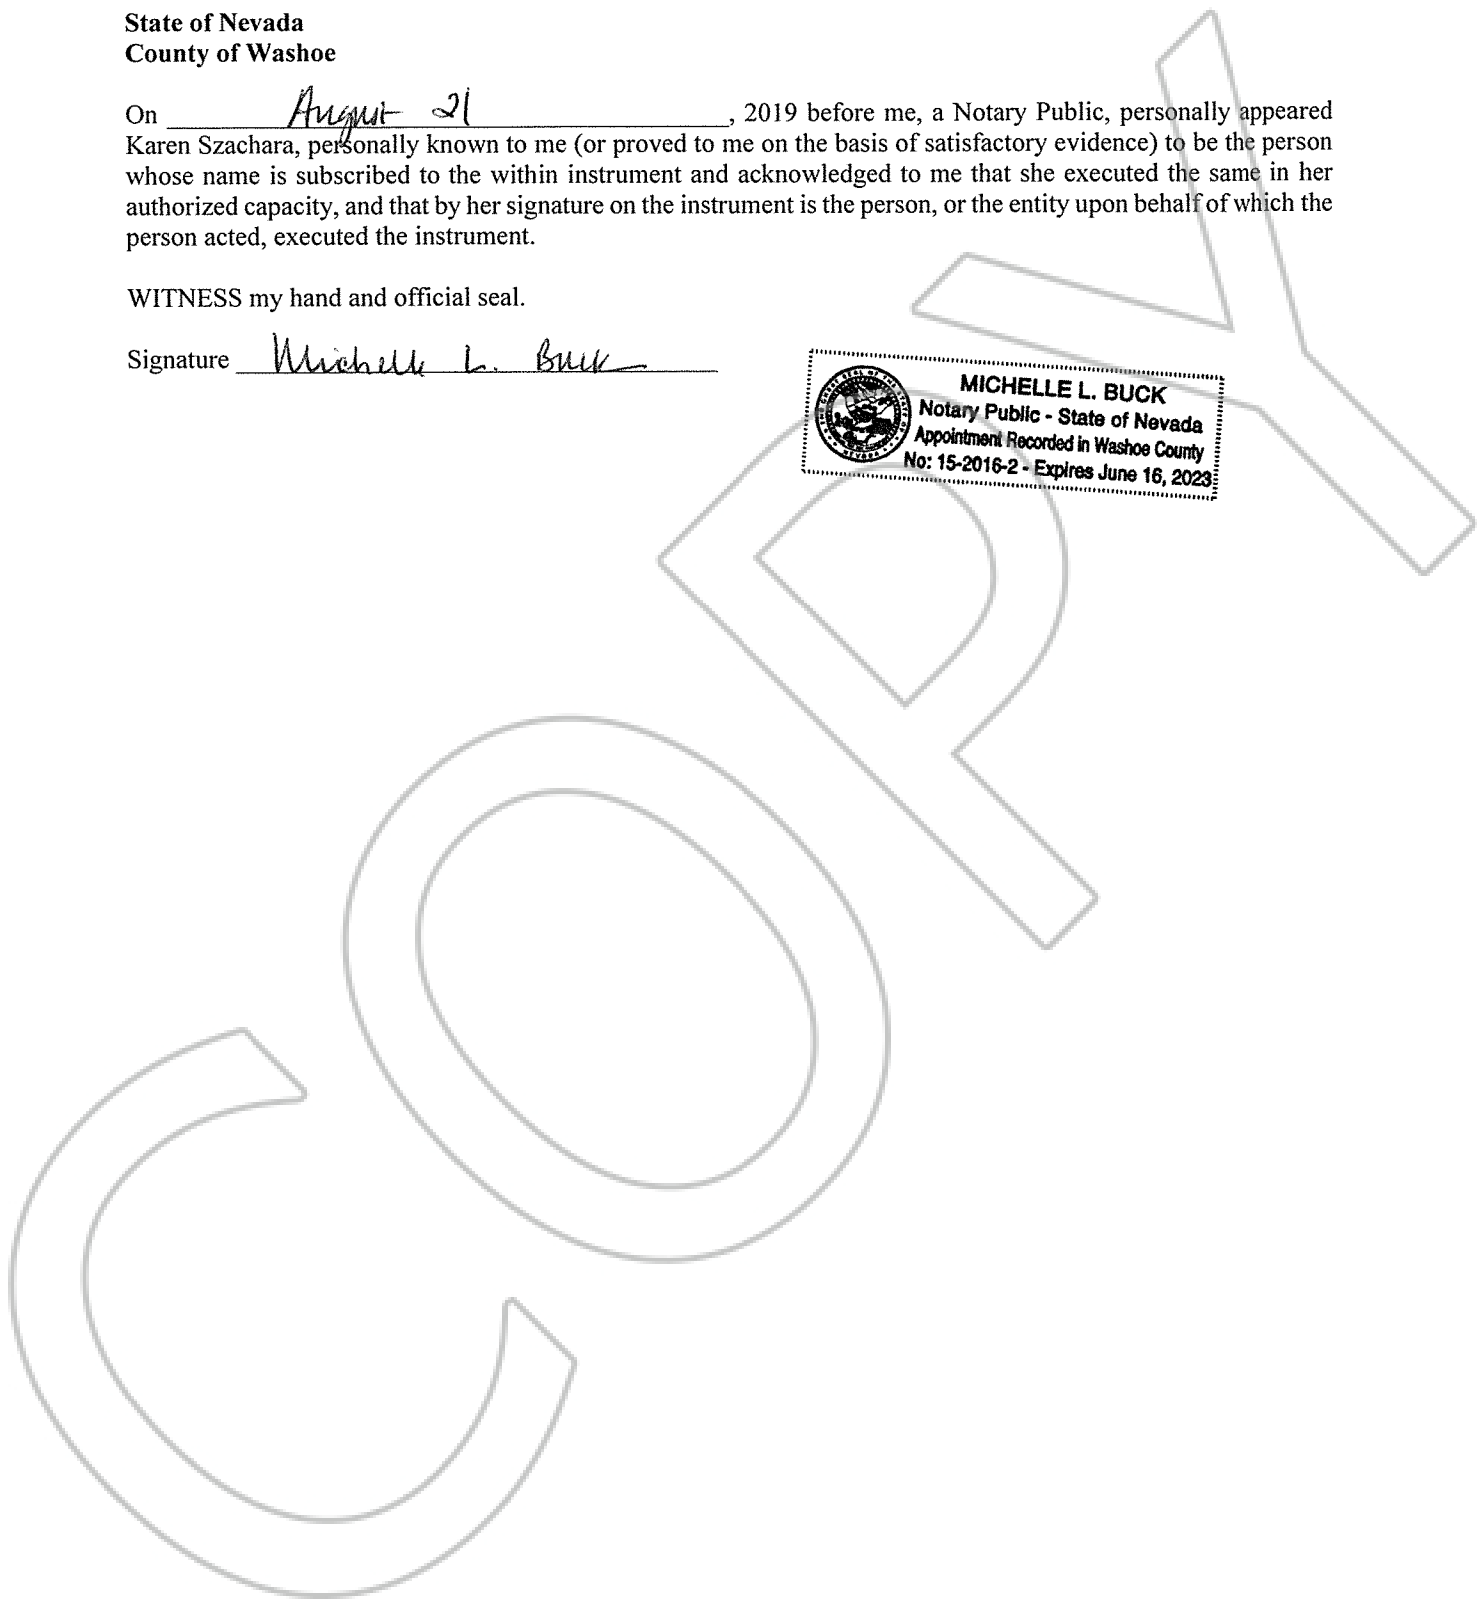 State of Nevada
County of Washoe
On August 21, 2019 before me, a Notary Public, personally appeared
Karen Szachara, personally known to me (or proved to me on the basis of satisfactory evidence) to be the person
whose name is subscribed to the within instrument and acknowledged to me that she executed the same in her
authorized capacity, and that by her signature on the instrument is the person, or the entity upon behalf of which the
person acted, executed the instrument.
WITNESS my hand and official seal.
Signature Michelle L. Buck
MICHELLE L. BUCK
Notary Public - State of Nevada
Appointment Recorded in Washoe County
No: 15-2016-2 - Expires June 16, 2023
COPY